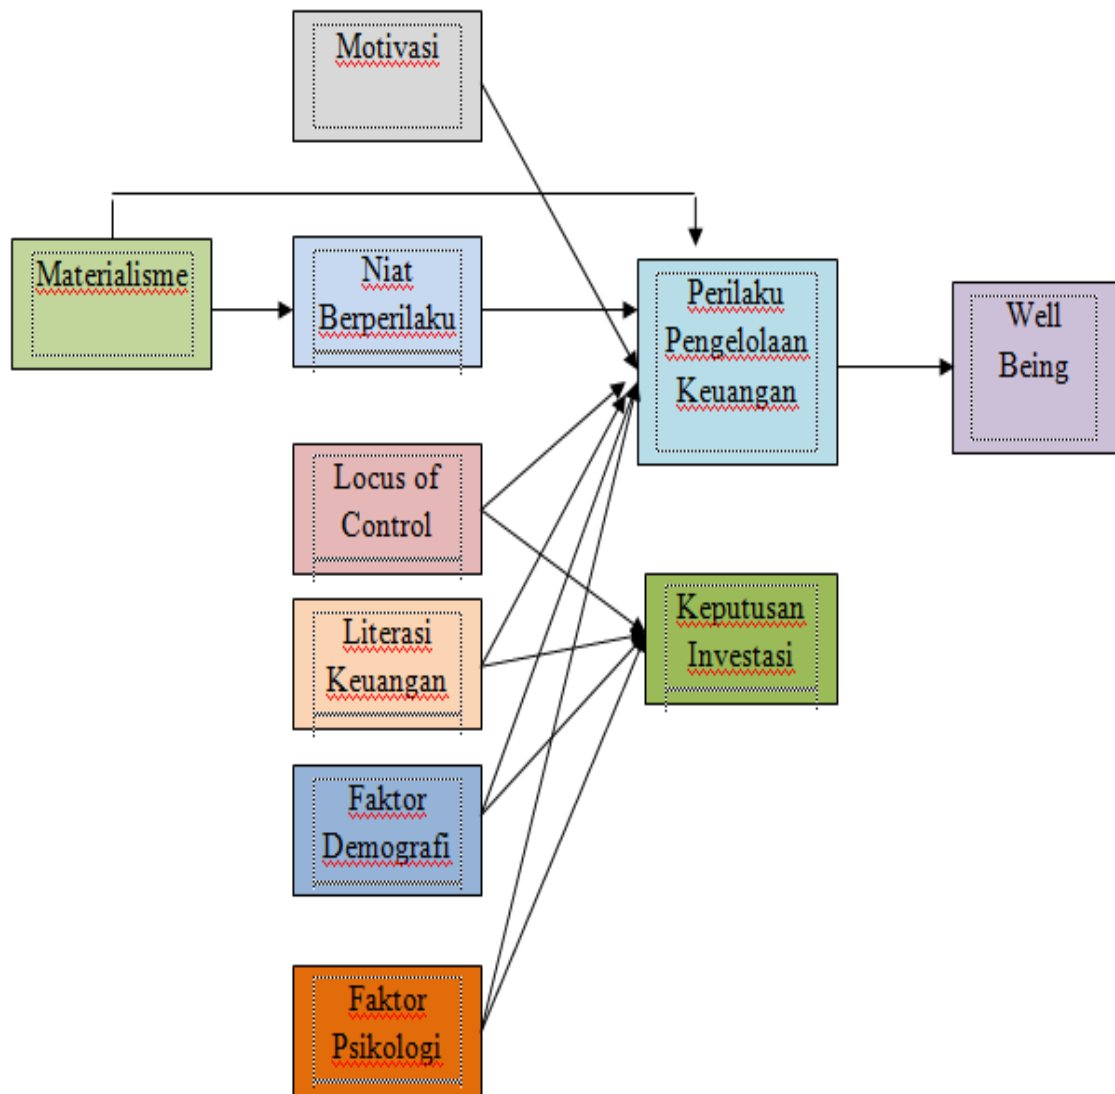 Motivasi
Materialisme
Niat
Berperilaku
Perilaku
Pengelolaan
Keuangan
Well
Being
Locus of
Control
Literasi
Keuangan
Keputusan
Investasi
Faktor
Demografi
Faktor
Psikologi